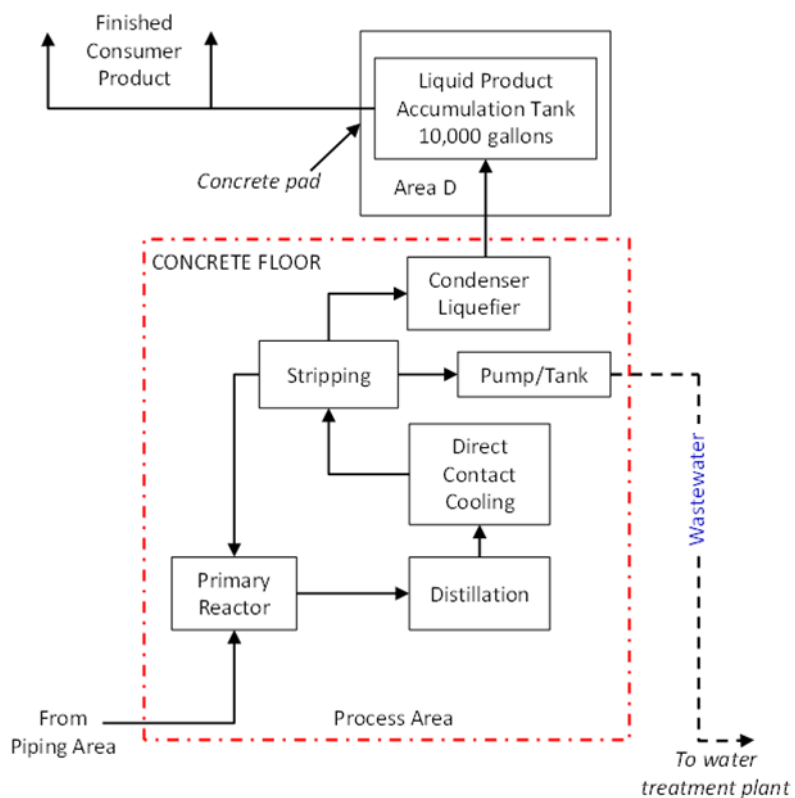 Finished
Consumer
Product
Liquid Product
Accumulation Tank
10,000 gallons
Concrete pad
Area D
CONCRETE FLOOR
Condenser
Liquefier
Stripping
Pump/Tank
Direct
Contact
Cooling
Wastewater
Primary
Reactor
Distillation
From
Piping Area
Process Area
To water
treatment plant